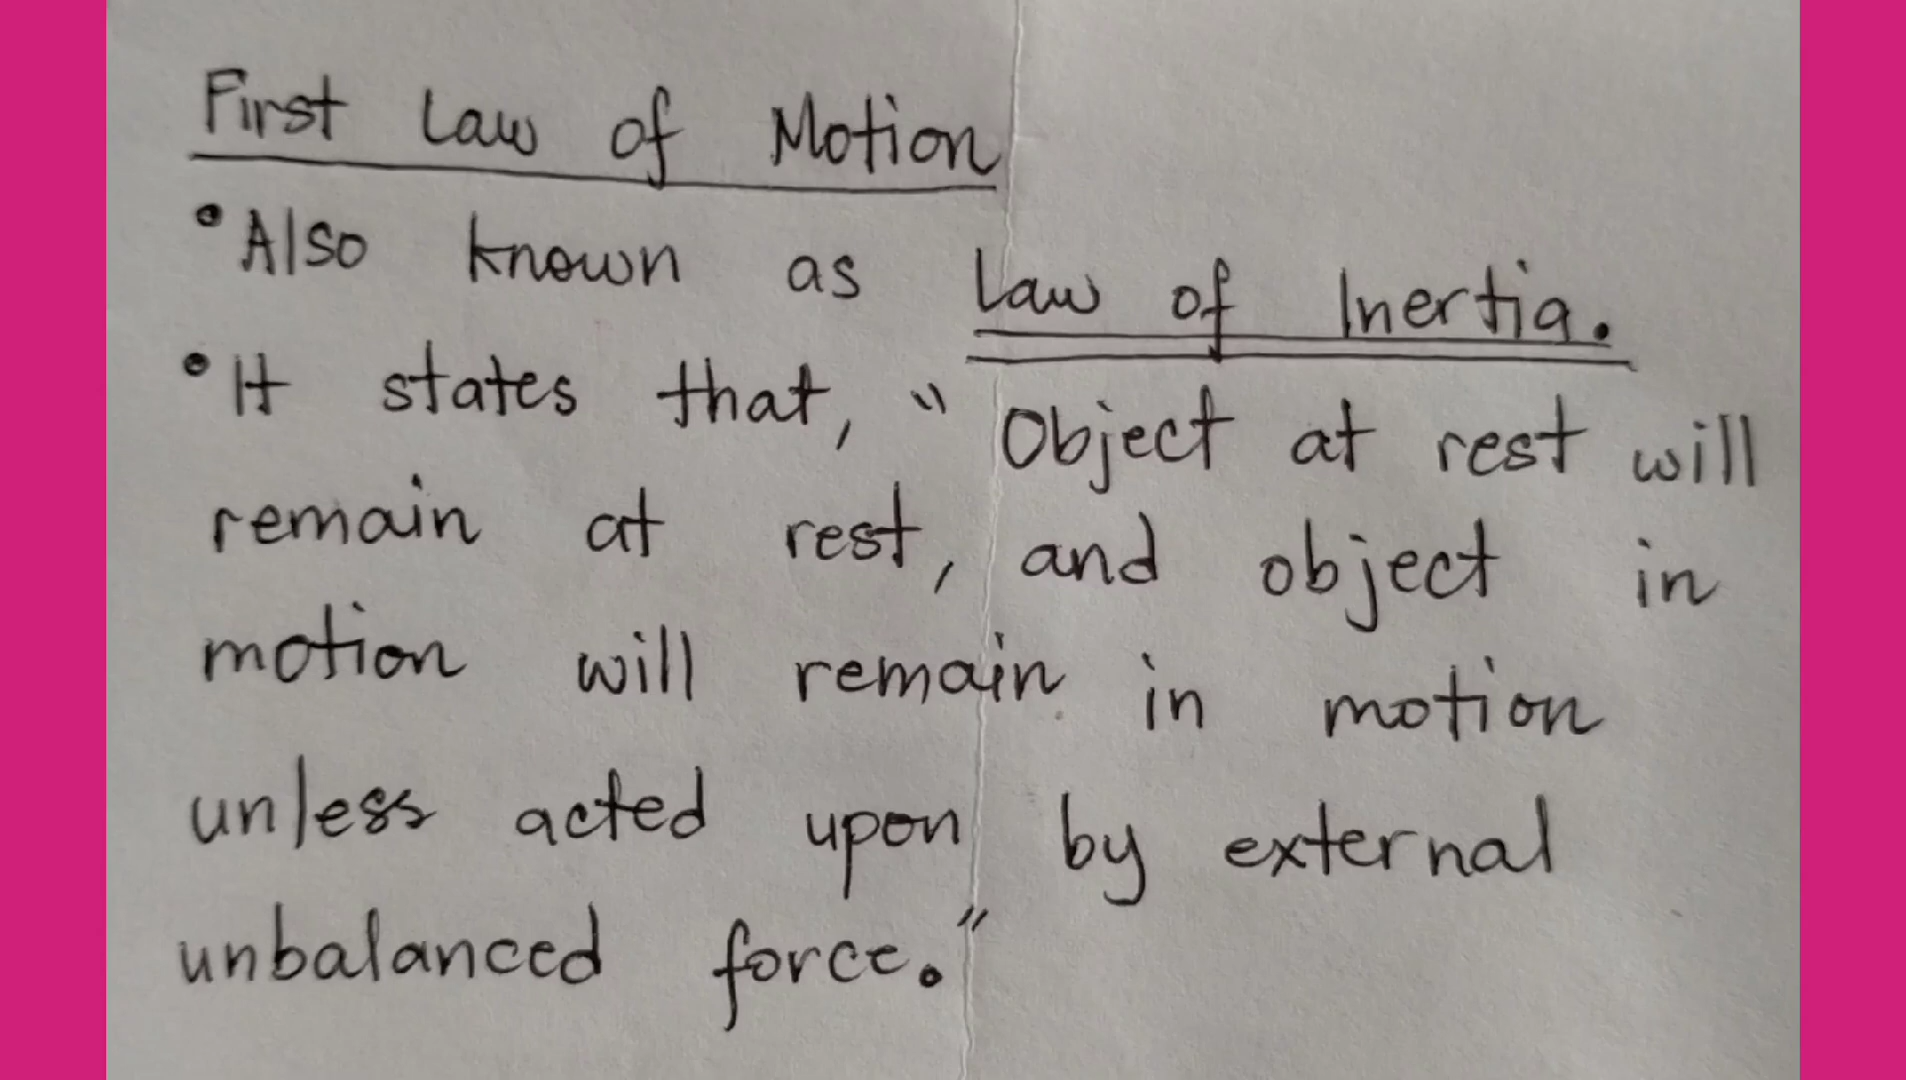 First Law of Motion
• Also known as Law of Inertia.
• It states that, " Object at rest will
remain at rest, and object in
motion will remain in motion
unless acted upon by external
unbalanced force."